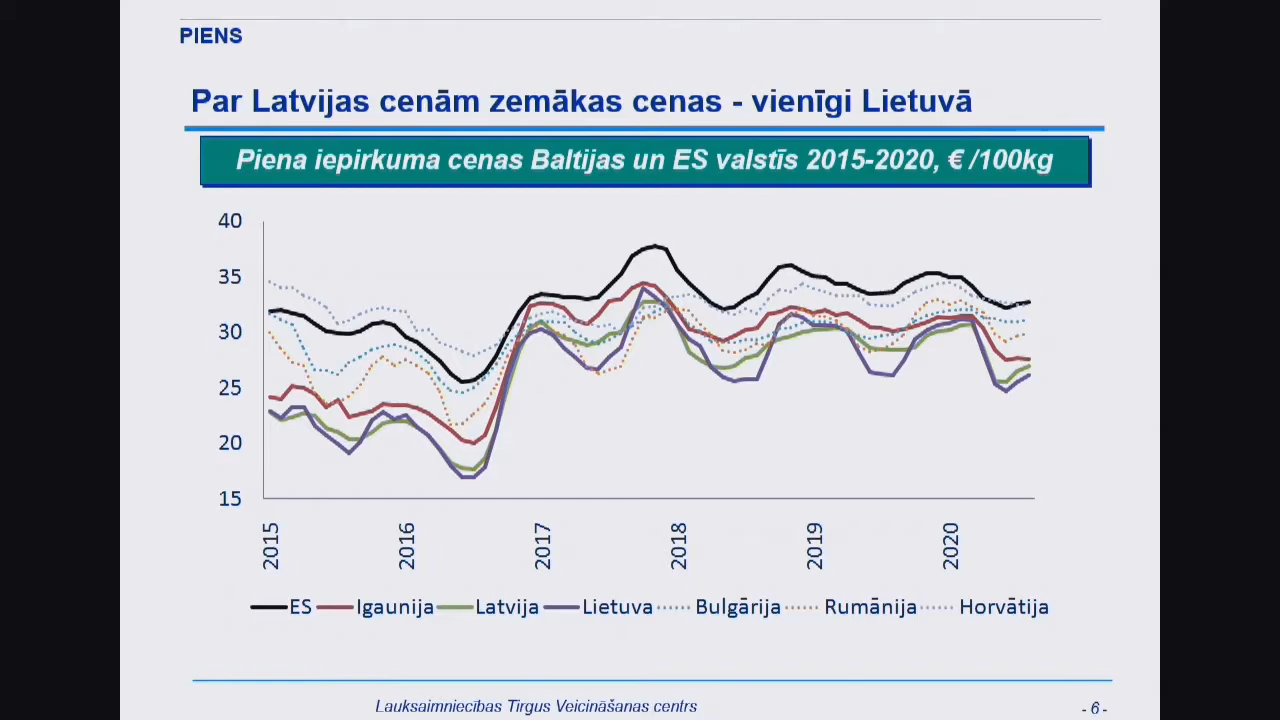 PIENS
Par Latvijas cenām zemākas cenas - vienīgi Lietuvā
Piena iepirkuma cenas Baltijas un ES valstīs 2015-2020, € /100kg
40
35
30
25
20
15
2015 2016 2017 2018 2019 2020
ES Igaunija Latvija Lietuva Bulgārija Rumānija Horvātija
Lauksaimniecības Tirgus Veicināšanas centrs
- 6 -